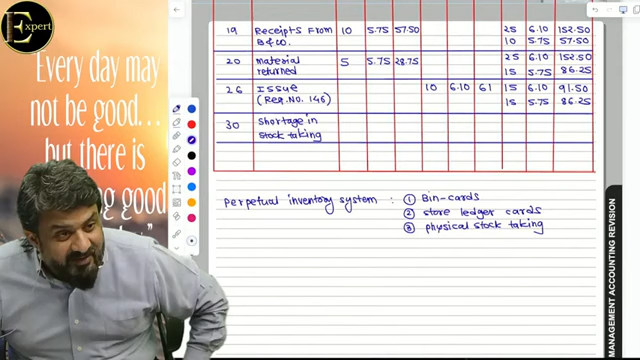 Expert
"Every day may
not be good...
but there is
good
19 Receipts From B&Co. 10 5.75 57.50 25 6.10 152.50
10 5.75 57.50
20 Material returned 5 5.75 28.75 25 6.10 152.50
15 5.75 86.25
26 Issue (Req. No. 146) 10 6.10 61 15 6.10 91.50
15 5.75 86.25
30 Shortage in stock taking
Perpetual inventory system : ① Bin-cards
② store ledger cards
③ physical stock taking
MANAGEMENT ACCOUNTING REVISION